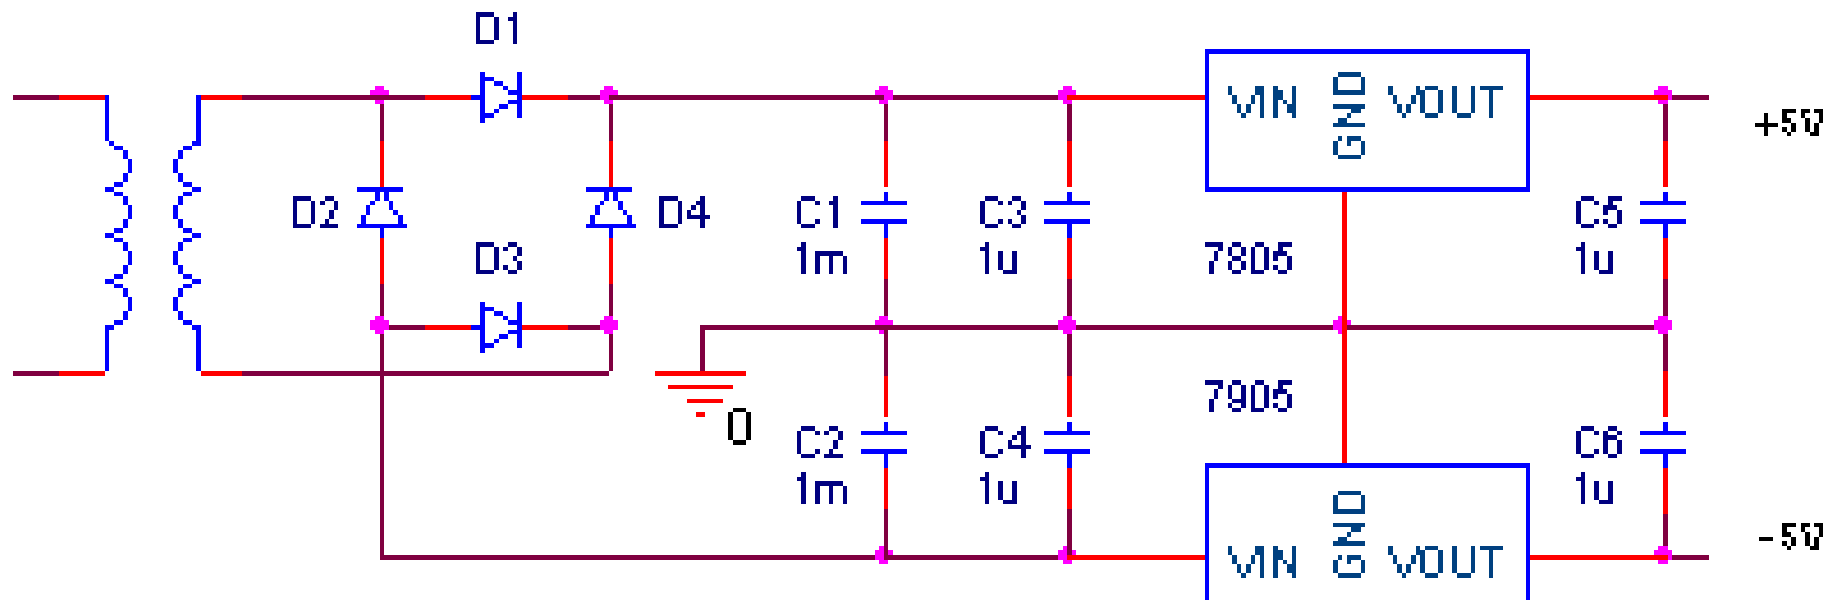 D1
VIN GND VOUT
+5V
D2
D4
C1
1m
C3
1u
C5
1u
D3
7805
7905
0
C2
1m
C4
1u
C6
1u
VIN GND VOUT
-5V